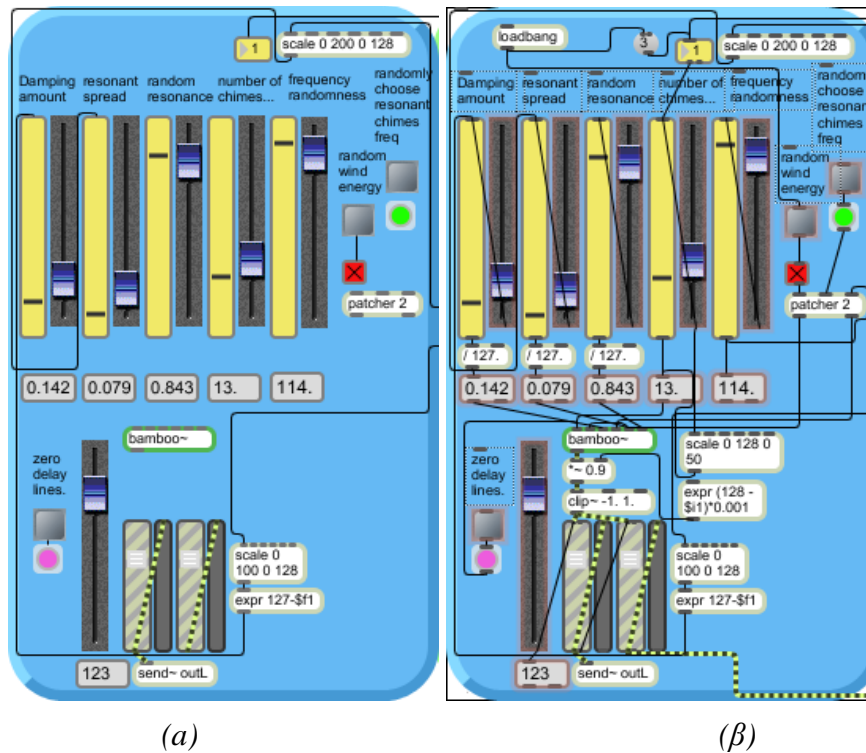 1
scale 0 200 0 128
Damping
amount
resonant
spread
random
resonance
number of
chimes...
frequency
randomness
randomly
choose
resonant
chimes
freq
random
wind
energy
patcher 2
0.142
0.079
0.843
13.
114.
bamboo~
zero
delay
lines.
scale 0
100 0 128
expr 127-$f1
123
send~ outL
(a)
loadbang
3
1
scale 0 200 0 128
Damping
amount
resonant
spread
random
resonance
number of
chimes...
frequency
randomness
random
choose
resonant
chimes
freq
random
wind
energy
patcher 2
/ 127.
/ 127.
/ 127.
0.142
0.079
0.843
13.
114.
bamboo~
*~ 0.9
clip~ -1. 1.
scale 0 128 0
50
expr (128 -
$i1)*0.001
zero
delay
lines.
scale 0
100 0 128
expr 127-$f1
123
send~ outL
(β)